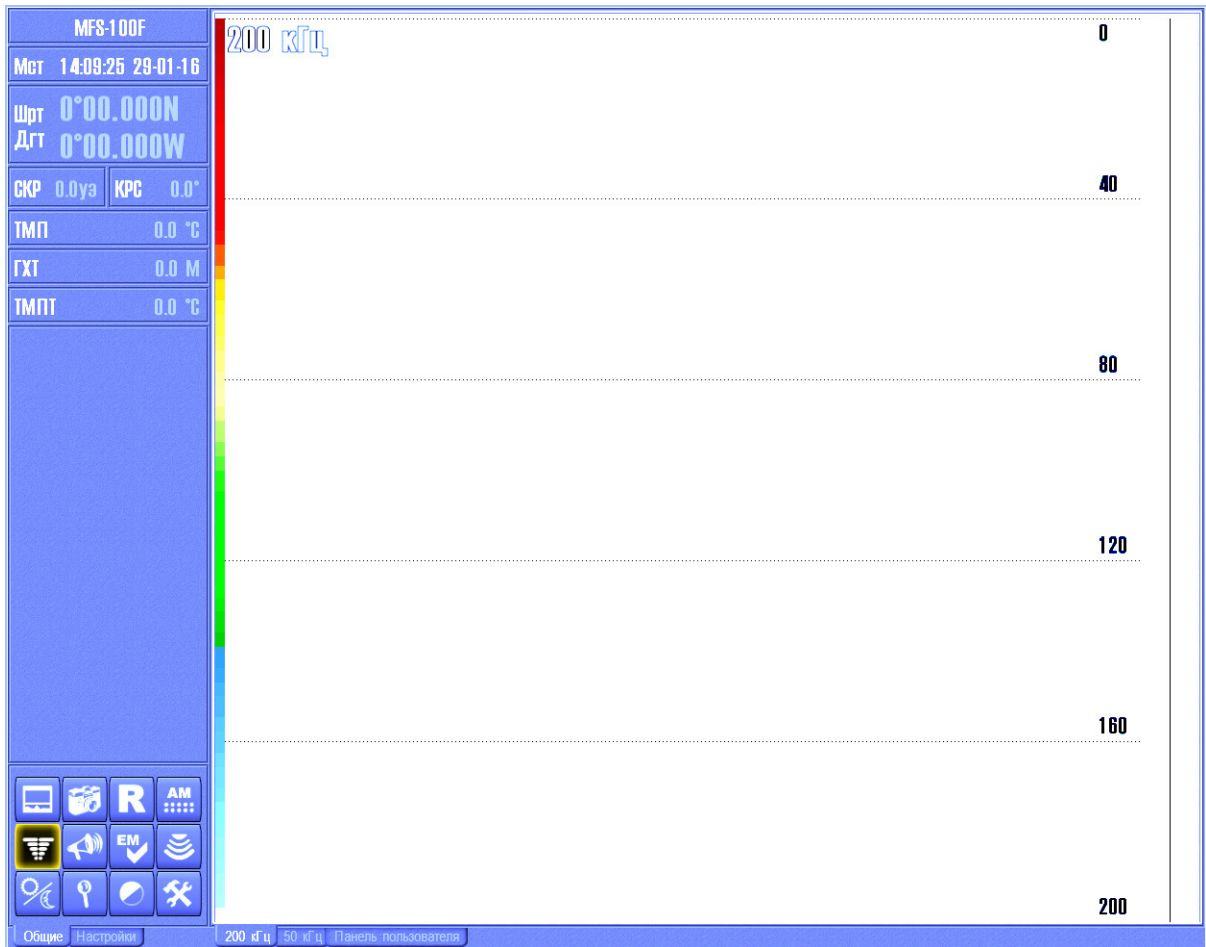 MFS-100F
Мст 14:09:25 29-01-16
Шрт 0°00.000N
Дгт 0°00.000W
СКР 0.0уз КРС 0.0°
ТМП 0.0 °C
ГХТ 0.0 М
ТМПТ 0.0 °C
R AM
EM
Общие Настройки
200 кГц
0
40
80
120
160
200
200 кГц 50 кГц Панель пользователя